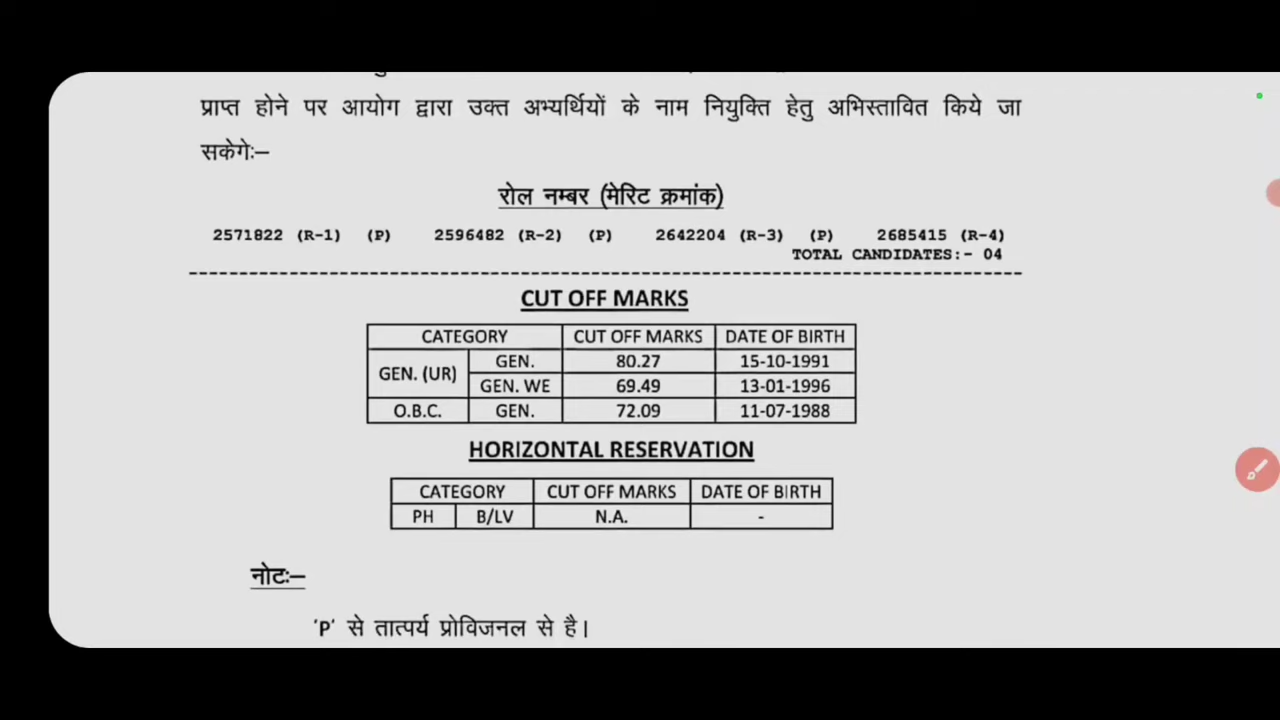 प्राप्त होने पर आयोग द्वारा उक्त अभ्यर्थियों के नाम नियुक्ति हेतु अभिस्तावित किये जा
सकेगेः–
रोल नम्बर (मेरिट क्रमांक)
2571822 (R-1) (P) 2596482 (R-2) (P) 2642204 (R-3) (P) 2685415 (R-4)
TOTAL CANDIDATES:- 04
CUT OFF MARKS
CATEGORY CUT OFF MARKS DATE OF BIRTH
GEN. (UR) GEN. 80.27 15-10-1991
GEN. WE 69.49 13-01-1996
O.B.C. GEN. 72.09 11-07-1988
HORIZONTAL RESERVATION
CATEGORY CUT OFF MARKS DATE OF BIRTH
PH B/LV N.A. -
नोटः–
'P' से तात्पर्य प्रोविजनल से है।